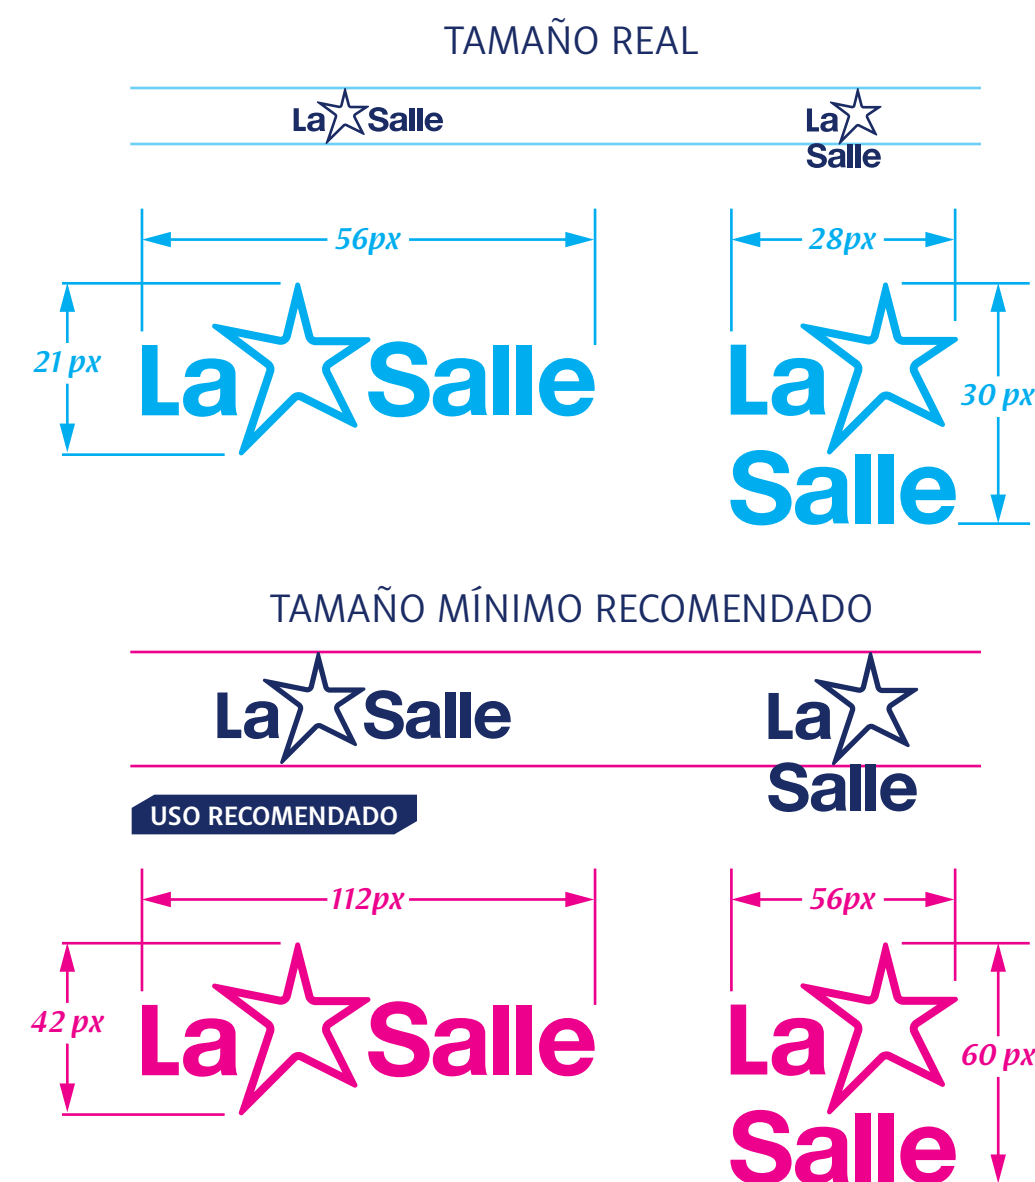 TAMAÑO REAL
La Salle
La
Salle
56px
28px
21 px
La Salle
La
30 px
Salle
TAMAÑO MÍNIMO RECOMENDADO
La Salle
La
Salle
USO RECOMENDADO
112px
56px
42 px
La Salle
La
60 px
Salle